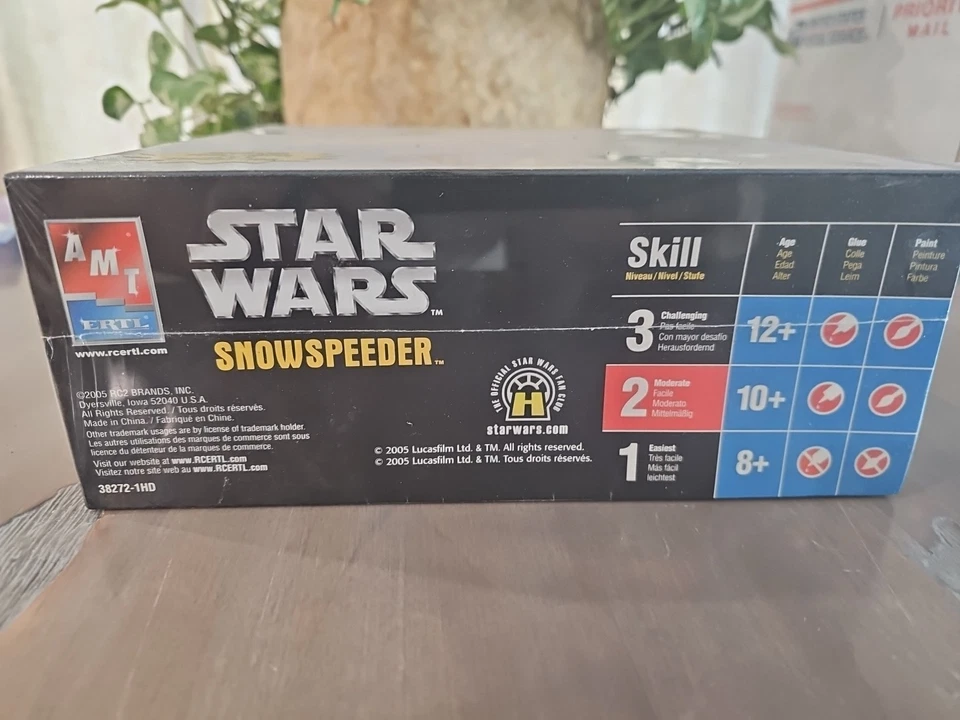 PRIORITY
MAIL
AMT
ERTL
www.rcertl.com
STAR
WARS™
SNOWSPEEDER™
©2005 RC2 BRANDS, INC.
Dyersville, Iowa 52040 U.S.A.
All Rights Reserved. / Tous droits réservés.
Made in China. / Fabriqué en Chine.
Other trademark usages are by license of trademark holder.
Les autres utilisations des marques de commerce sont sous
licence du détenteur de la marques de commerce.
Visit our website at www.RCERTL.com
Visitez notre site web au www.RCERTL.com
38272-1HD
THE OFFICIAL STAR WARS FAN CLUB
H
starwars.com
© 2005 Lucasfilm Ltd. & TM. All rights reserved.
© 2005 Lucasfilm Ltd. & TM. Tous droits réservés.
Skill
Niveau / Nivel / Stufe
Age
Age
Edad
Alter
Glue
Colle
Pega
Leim
Paint
Peinture
Pintura
Farbe
3
Challenging
Pas facile
Con mayor desafio
Herausfordernd
12+
2
Moderate
Facile
Moderato
Mittelmäßig
10+
1
Easiest
Très facile
Más fácil
leichtest
8+